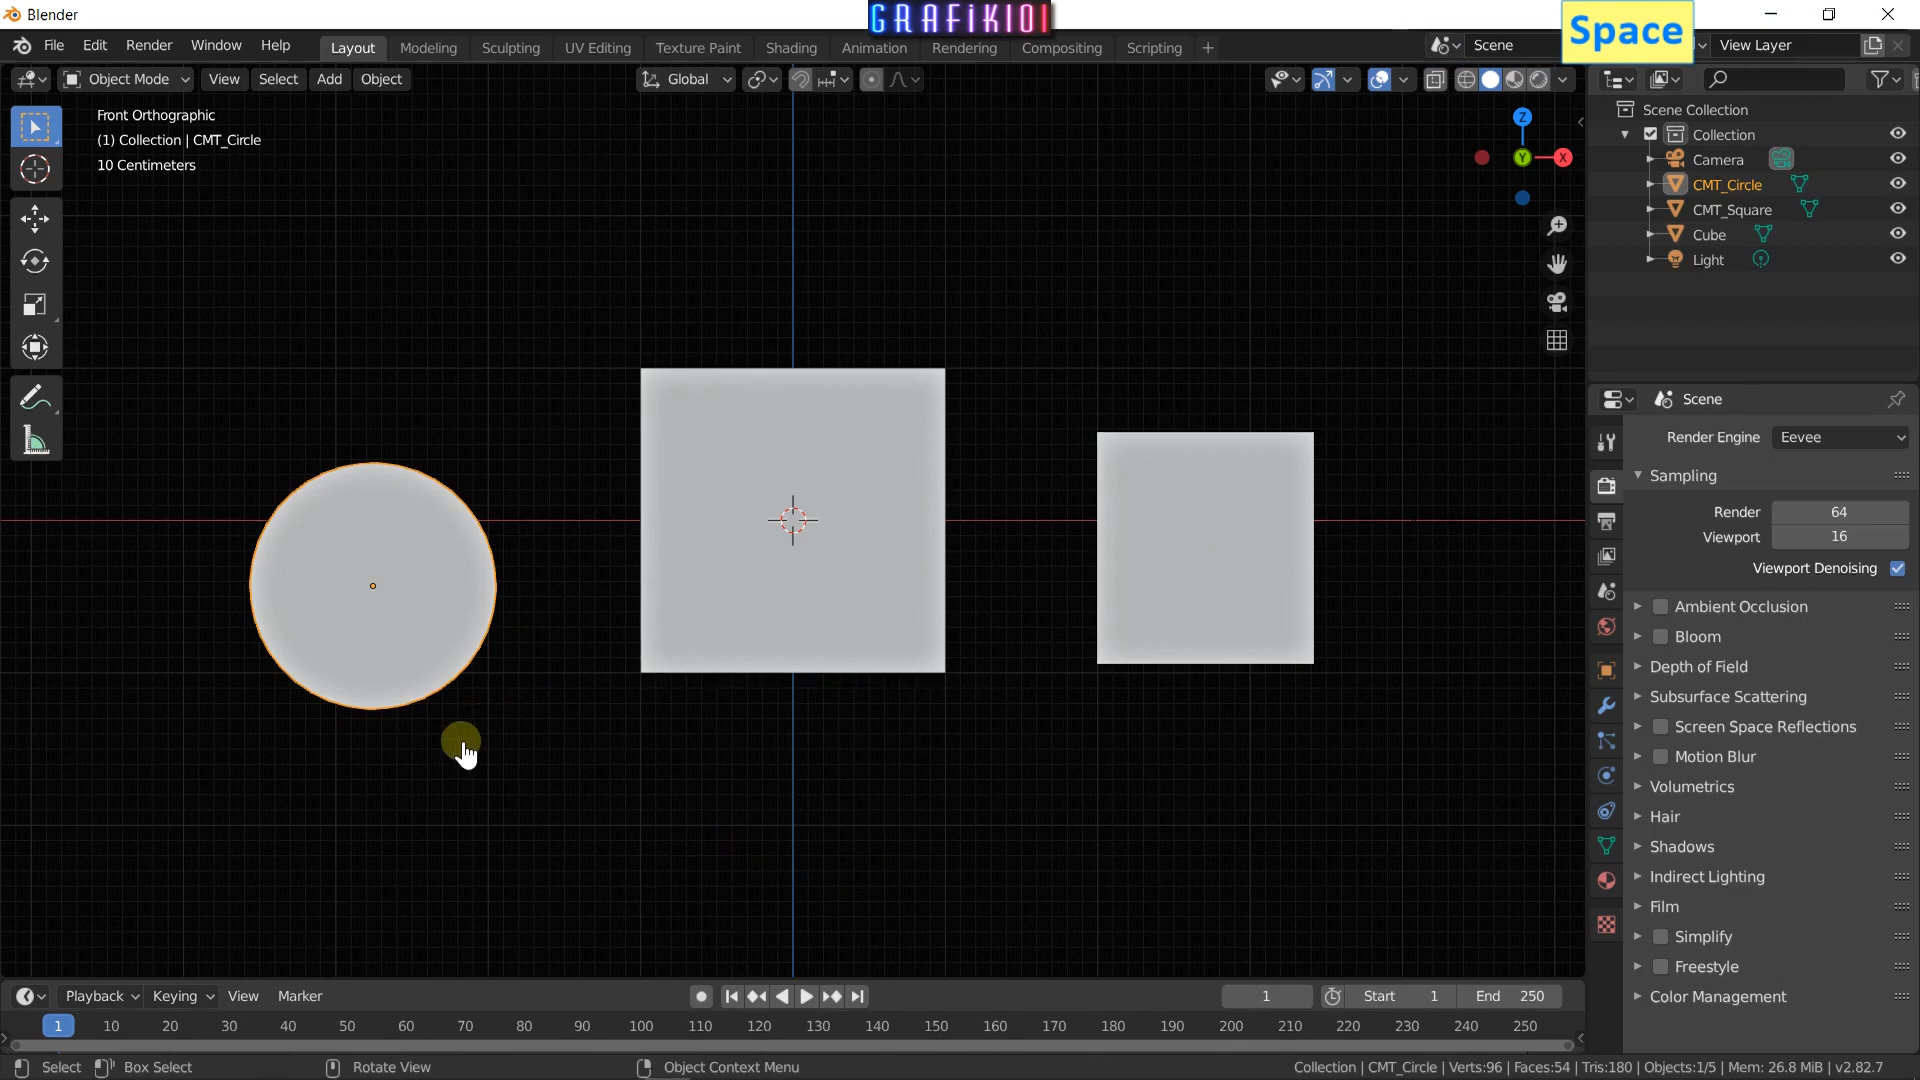 Blender
GRAFiK101
Space
File Edit Render Window Help
Layout Modeling Sculpting UV Editing Texture Paint Shading Animation Rendering Compositing Scripting +
Scene
View Layer
Object Mode View Select Add Object
Global
Front Orthographic
(1) Collection | CMT_Circle
10 Centimeters
Z
Y
X
Scene Collection
Collection
Camera
CMT_Circle
CMT_Square
Cube
Light
Scene
Render Engine Eevee
Sampling
Render 64
Viewport 16
Viewport Denoising
Ambient Occlusion
Bloom
Depth of Field
Subsurface Scattering
Screen Space Reflections
Motion Blur
Volumetrics
Hair
Shadows
Indirect Lighting
Film
Simplify
Freestyle
Color Management
Playback Keying View Marker
1 Start 1 End 250
1 10 20 30 40 50 60 70 80 90 100 110 120 130 140 150 160 170 180 190 200 210 220 230 240 250
Select Box Select Rotate View Object Context Menu
Collection | CMT_Circle | Verts:96 | Faces:54 | Tris:180 | Objects:1/5 | Mem: 26.8 MiB | v2.82.7